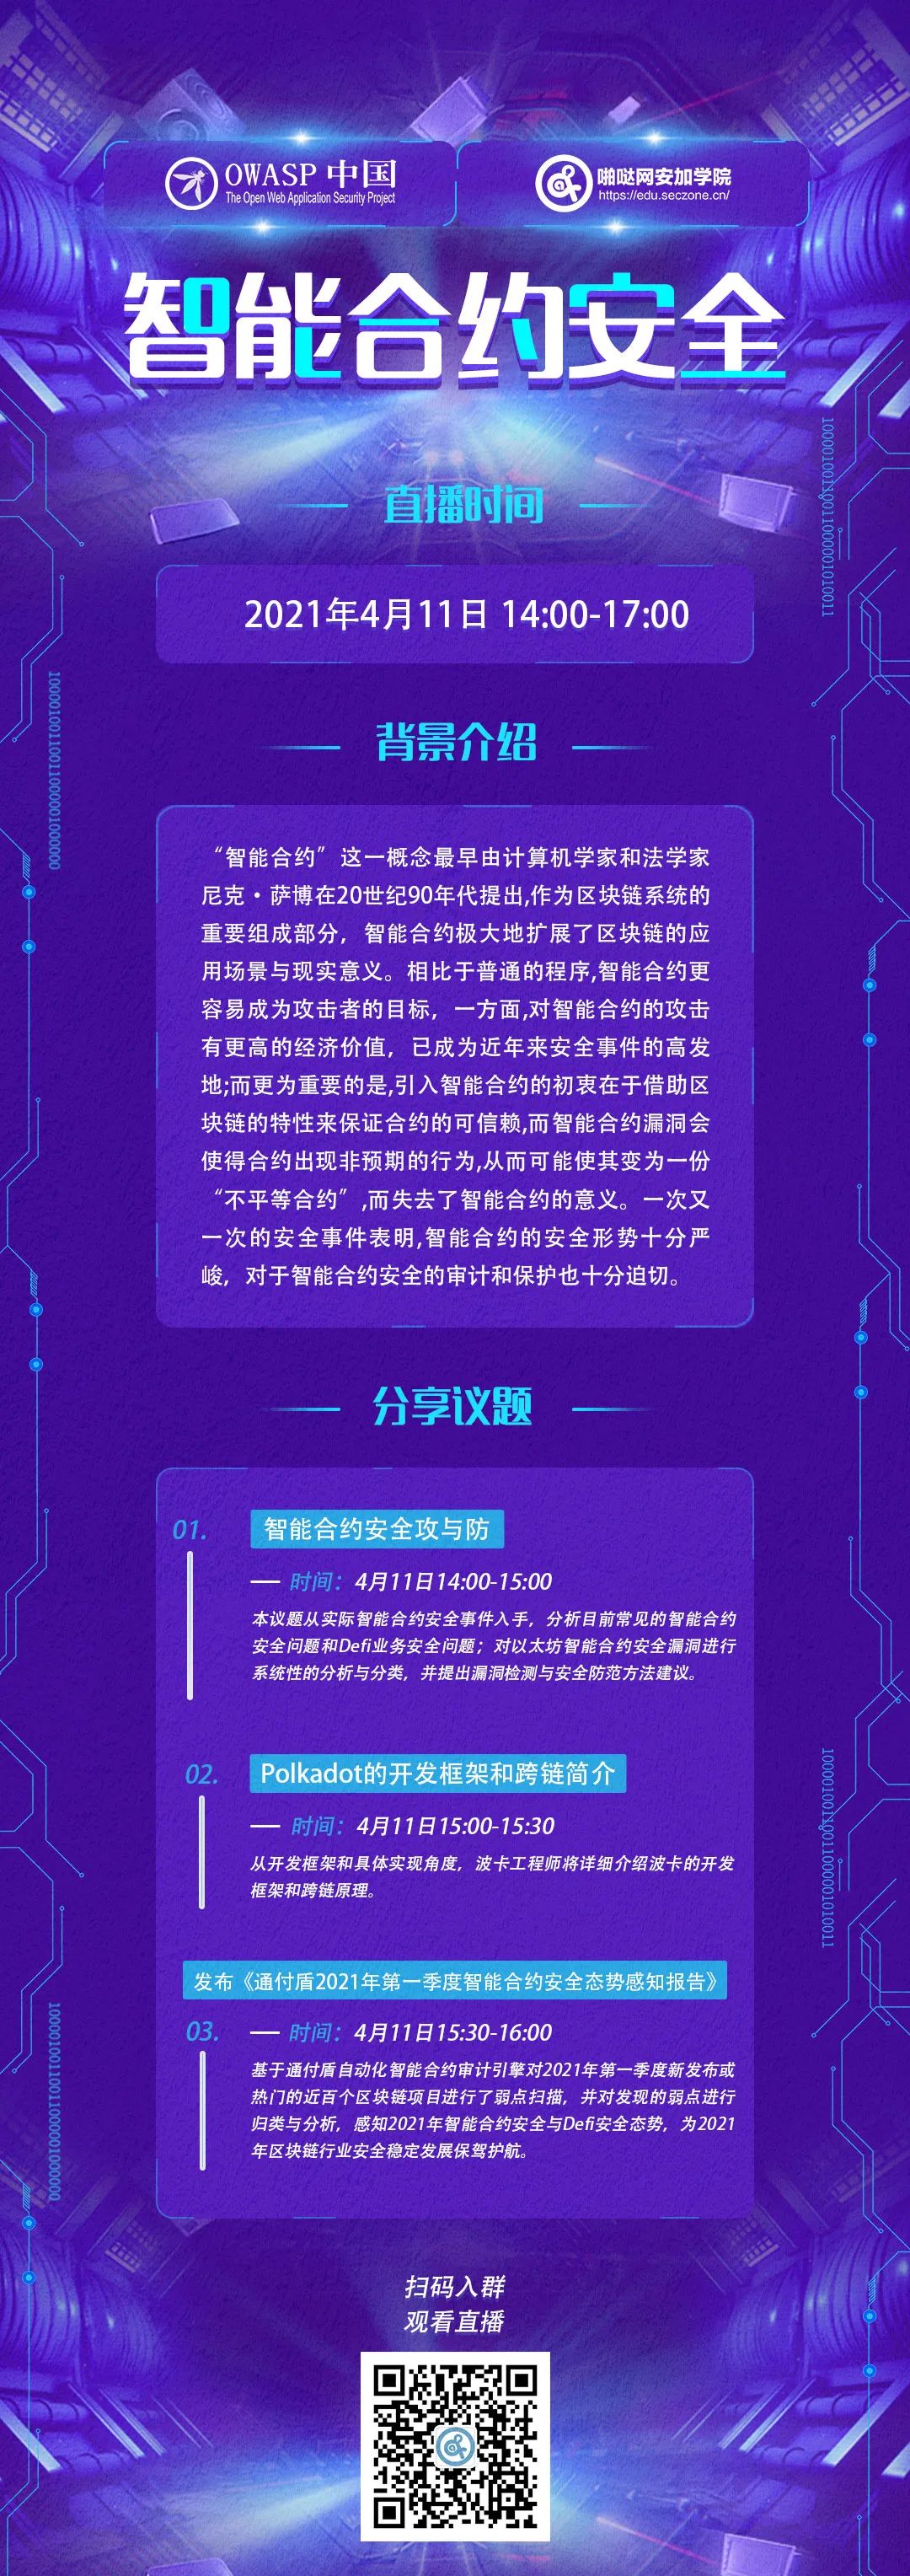 OWASP 中国
The Open Web Application Security Project
啪哒网安加学院
https://edu.seczone.cn/
智能合约安全
直播时间
2021年4月11日 14:00-17:00
背景介绍
“智能合约”这一概念最早由计算机学家和法学家
尼克·萨博在20世纪90年代提出,作为区块链系统的
重要组成部分，智能合约极大地扩展了区块链的应
用场景与现实意义。相比于普通的程序,智能合约更
容易成为攻击者的目标，一方面,对智能合约的攻击
有更高的经济价值，已成为近年来安全事件的高发
地;而更为重要的是,引入智能合约的初衷在于借助区
块链的特性来保证合约的可信赖,而智能合约漏洞会
使得合约出现非预期的行为,从而可能使其变为一份
“不平等合约”,而失去了智能合约的意义。一次又
一次的安全事件表明,智能合约的安全形势十分严
峻，对于智能合约安全的审计和保护也十分迫切。
分享议题
01.
智能合约安全攻与防
时间：4月11日14:00-15:00
本议题从实际智能合约安全事件入手，分析目前常见的智能合约
安全问题和Defi业务安全问题；对以太坊智能合约安全漏洞进行
系统性的分析与分类，并提出漏洞检测与安全防范方法建议。
02.
Polkadot的开发框架和跨链简介
时间：4月11日15:00-15:30
从开发框架和具体实现角度，波卡工程师将详细介绍波卡的开发
框架和跨链原理。
发布《通付盾2021年第一季度智能合约安全态势感知报告》
03.
时间：4月11日15:30-16:00
基于通付盾自动化智能合约审计引擎对2021年第一季度新发布或
热门的近百个区块链项目进行了弱点扫描，并对发现的弱点进行
归类与分析，感知2021年智能合约安全与Defi安全态势，为2021
年区块链行业安全稳定发展保驾护航。
扫码入群
观看直播